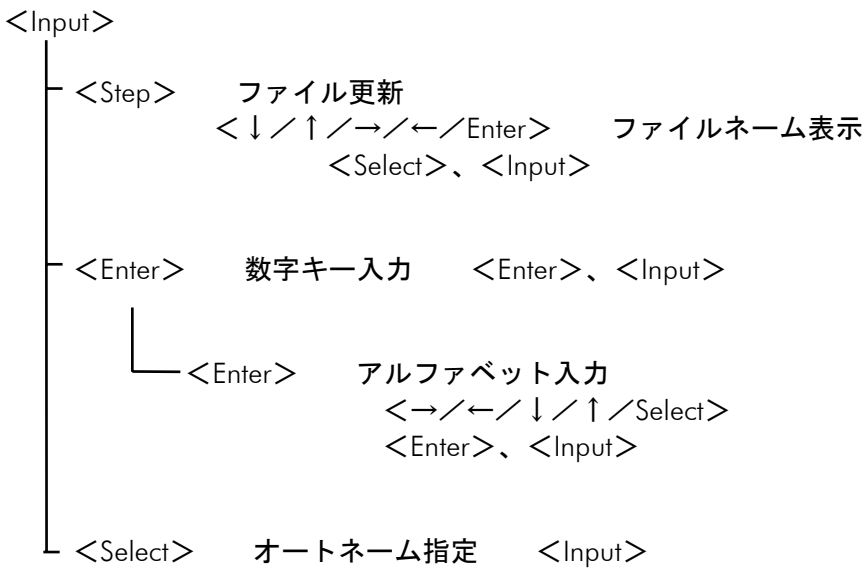 ＜Input＞
＜Step＞ ファイル更新
＜↓／↑／→／←／Enter＞ ファイルネーム表示
＜Select＞、＜Input＞
＜Enter＞ 数字キー入力 ＜Enter＞、＜Input＞
＜Enter＞ アルファベット入力
＜→／←／↓／↑／Select＞
＜Enter＞、＜Input＞
＜Select＞ オートネーム指定 ＜Input＞